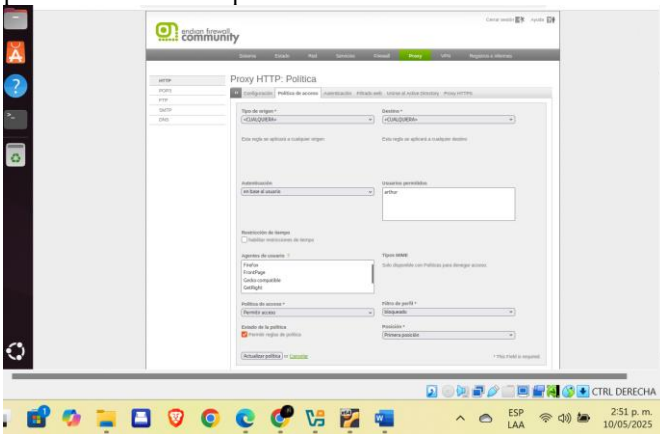 endian firewall
community
Cerrar sesión Ayuda
Sistema Estado Red Servicios Firewall Proxy VPN Registros e informes
HTTP
POP3
FTP
SMTP
DNS
Proxy HTTP: Política
Configuración Política de acceso Autenticación Filtrado web Unirse al Active Directory Proxy HTTPS
Tipo de origen * Destino *
<CUALQUIERA> <CUALQUIERA>
Esta regla se aplicará a cualquier origen Esta regla se aplicará a cualquier destino
Autenticación Usuarios permitidos
en base al usuario arthur
Restricción de tiempo
Habilitar restricciones de tiempo
Agentes de usuario ? Tipos MIME
Firefox Solo disponible con Políticas para denegar acceso.
FrontPage
Gecko compatible
GetRight
Política de acceso * Filtro de perfil *
Permitir acceso bloqueado
Estado de la política Posición *
Permitir reglas de política Primera posición
Actualizar política o Cancelar * This Field is required
CTRL DERECHA
ESP 2:51 p. m.
LAA 10/05/2025